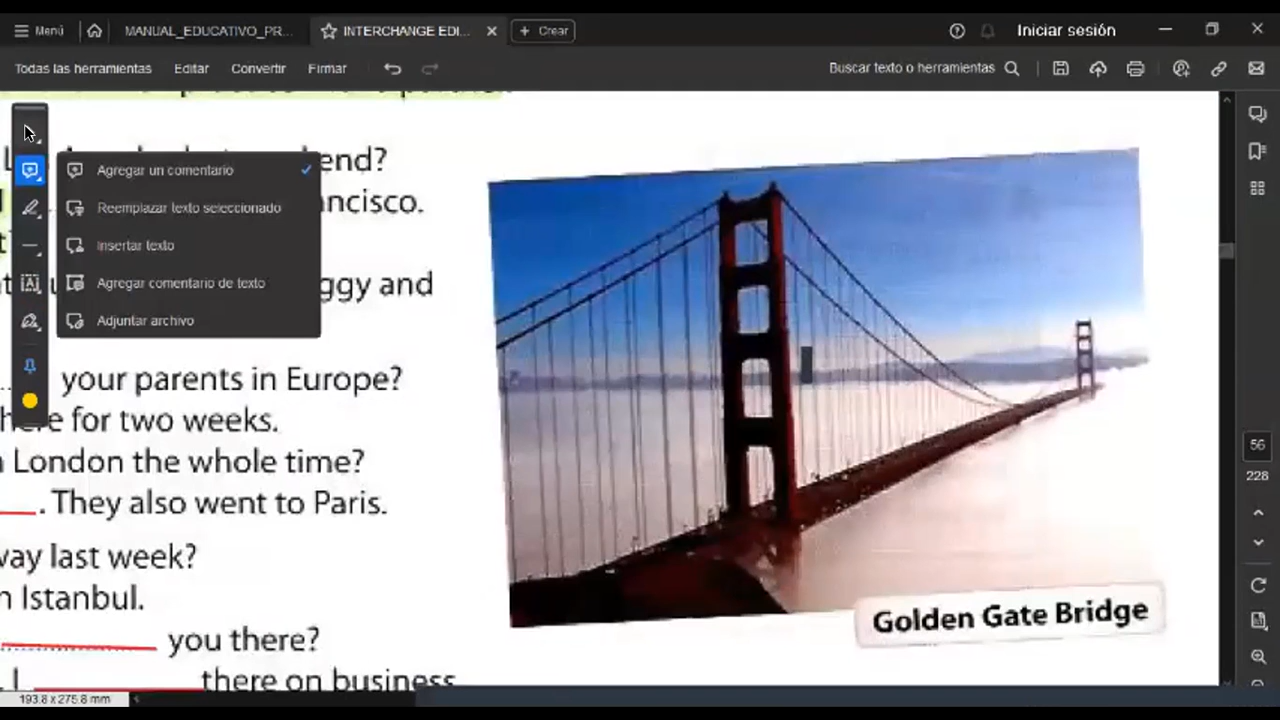 Menú
MANUAL_EDUCATIVO_PR...
INTERCHANGE EDI...
Crear
Iniciar sesión
Todas las herramientas
Editar
Convertir
Firmar
Buscar texto o herramientas
end?
Agregar un comentario
Reemplazar texto seleccionado
ncisco.
Insertar texto
Agregar comentario de texto
ggy and
Adjuntar archivo
your parents in Europe?
here for two weeks.
London the whole time?
. They also went to Paris.
way last week?
n Istanbul.
you there?
I there on business
Golden Gate Bridge
56
228
193.8 x 275.8 mm